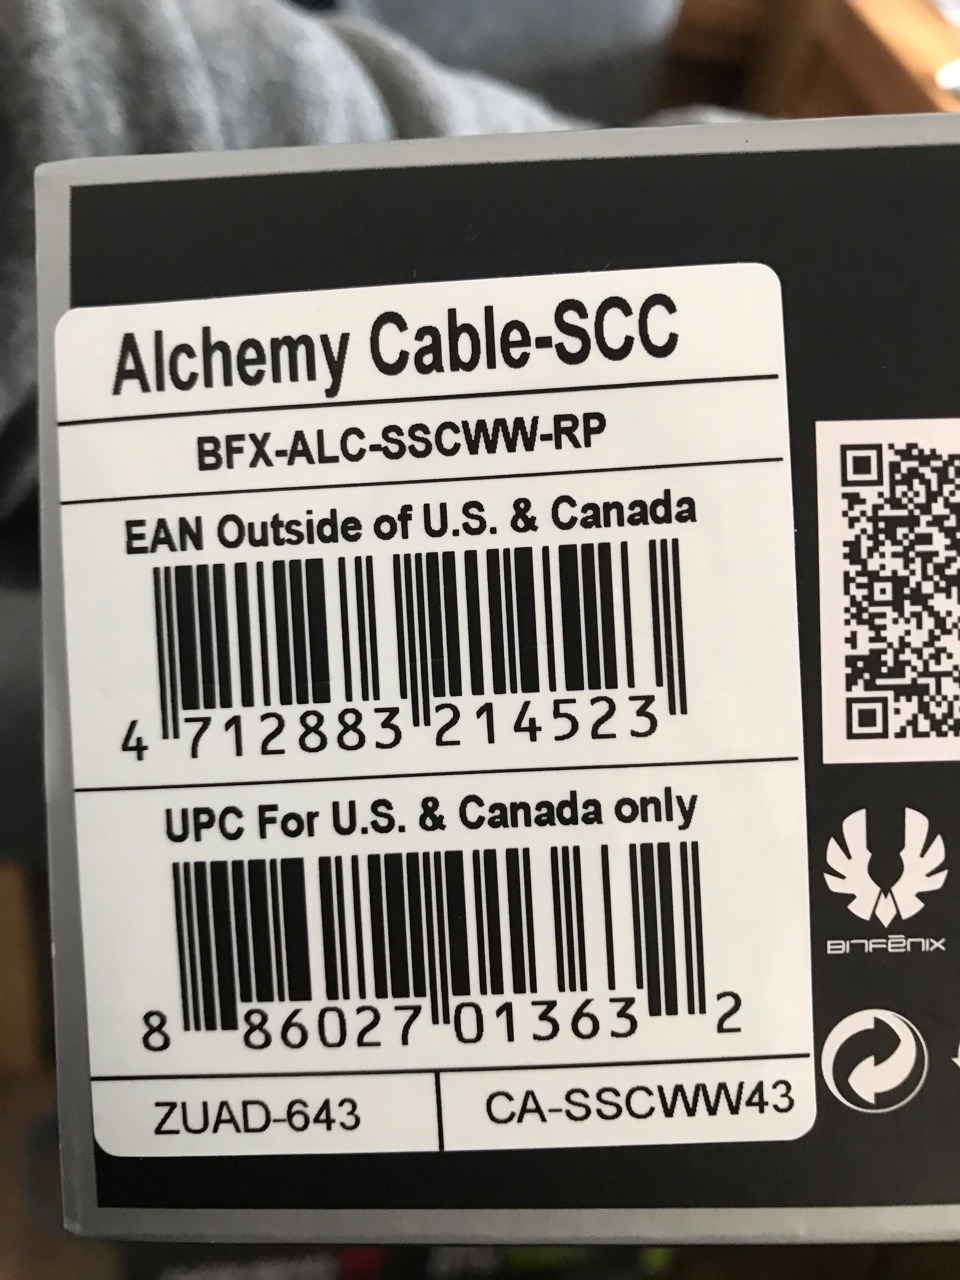 Alchemy Cable-SCC
BFX-ALC-SSCWW-RP
EAN Outside of U.S. & Canada
4 712883 214523
UPC For U.S. & Canada only
8 86027 01363 2
ZUAD-643
CA-SSCWW43
BITFĒNIX